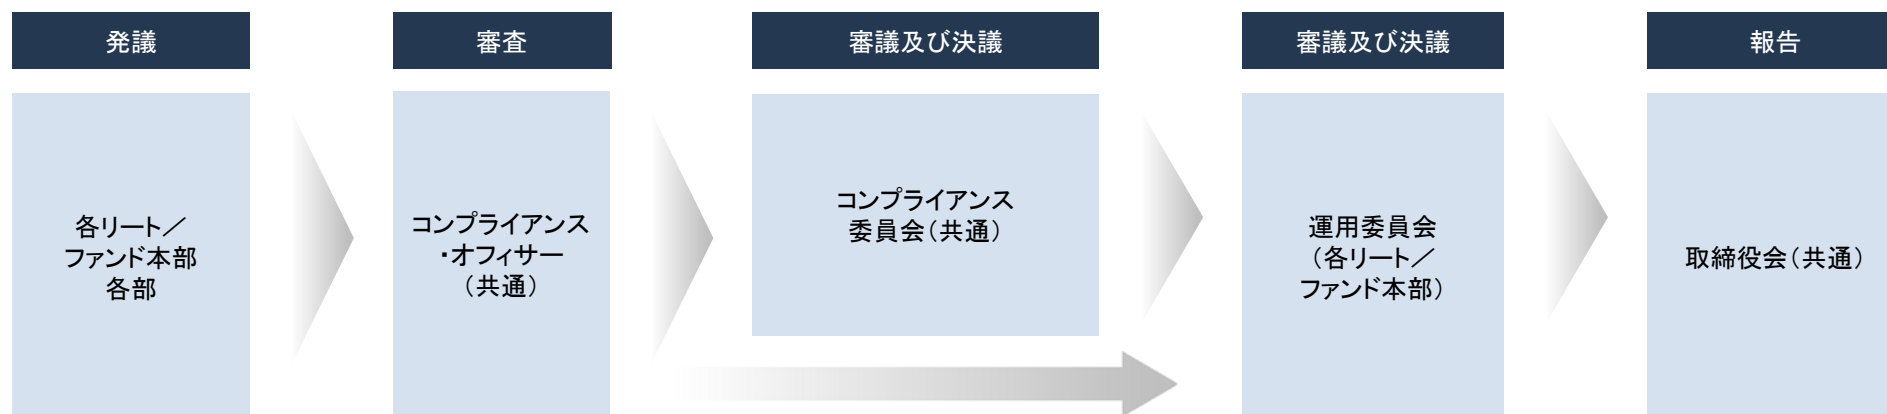 発議
審査
審議及び決議
審議及び決議
報告
各リート／
ファンド本部
各部
コンプライアンス
・オフィサー
（共通）
コンプライアンス
委員会（共通）
運用委員会
（各リート／
ファンド本部）
取締役会（共通）